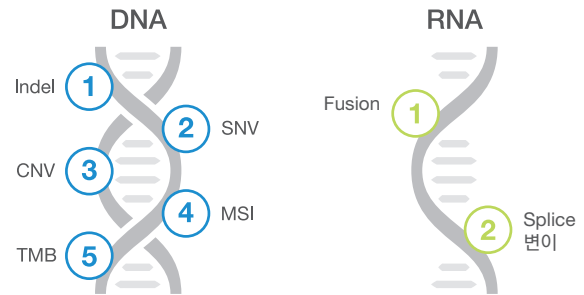 DNA
Indel 1
2 SNV
CNV 3
4 MSI
TMB 5
RNA
Fusion 1
2 Splice
변이